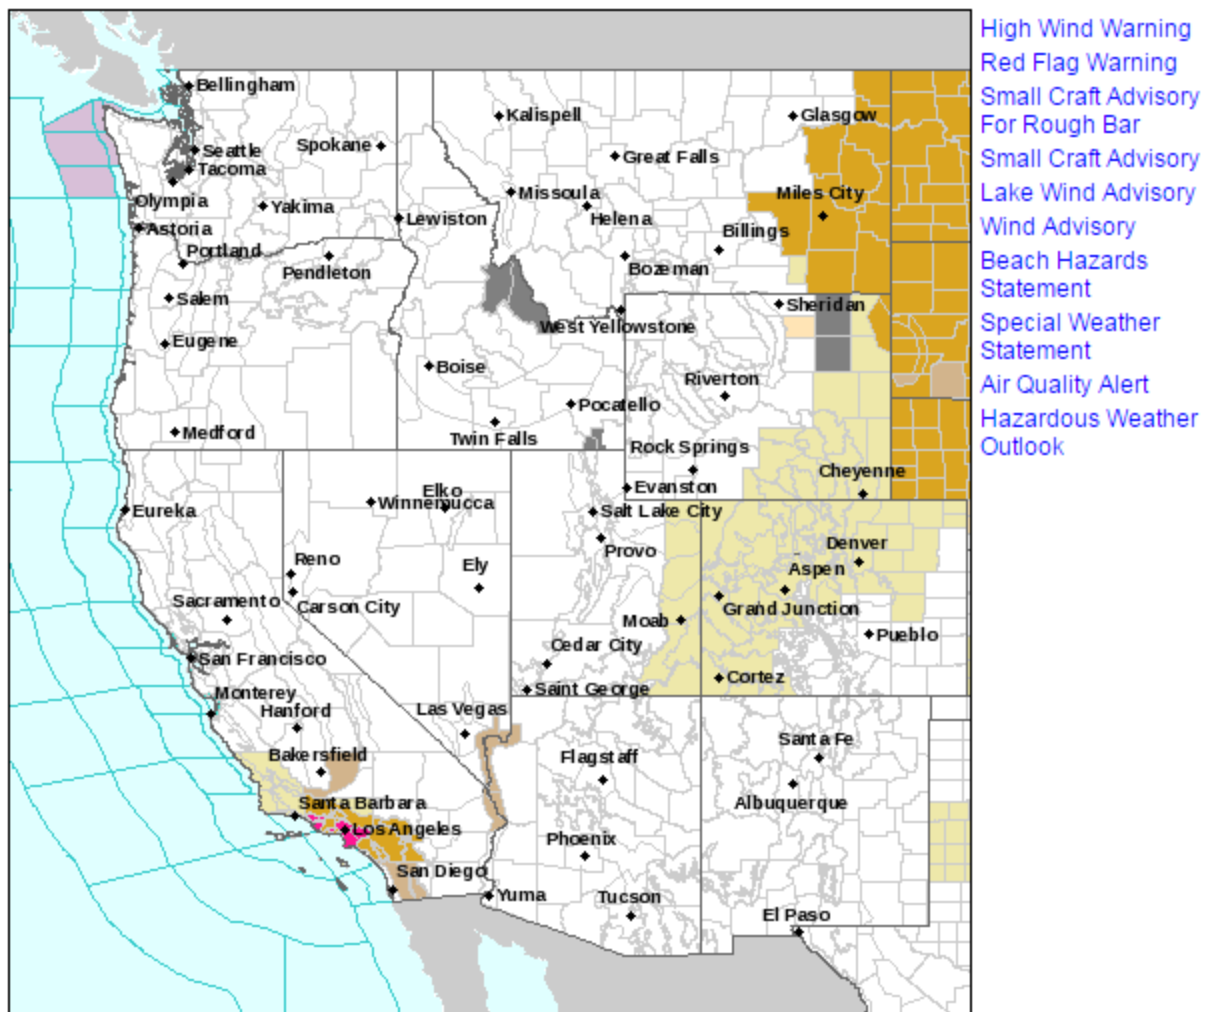 High Wind Warning
Red Flag Warning
Small Craft Advisory
For Rough Bar
Small Craft Advisory
Lake Wind Advisory
Wind Advisory
Beach Hazards
Statement
Special Weather
Statement
Air Quality Alert
Hazardous Weather
Outlook
Bellingham
Kalispell
Glasgow
Spokane
Seattle
Great Falls
Tacoma
Missoula
Miles City
Olympia
Yakima
Helena
Lewiston
Astoria
Billings
Portland
Pendleton
Bozeman
Salem
Sheridan
West Yellowstone
Eugene
Boise
Riverton
Pocatello
Medford
Twin Falls
Rock Springs
Cheyenne
Evanston
Elko
Winnemucca
Eureka
Salt Lake City
Denver
Provo
Reno
Ely
Aspen
Sacramento
Carson City
Grand Junction
Moab
Pueblo
Cedar City
San Francisco
Cortez
Saint George
Monterey
Hanford
Las Vegas
Santa Fe
Bakersfield
Flagstaff
Santa Barbara
Albuquerque
Los Angeles
Phoenix
San Diego
Yuma
Tucson
El Paso